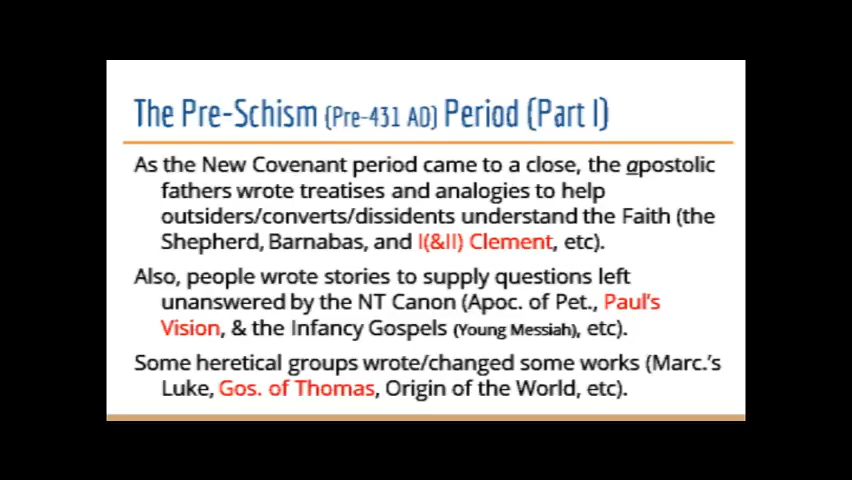 The Pre-Schism (Pre-431 AD) Period (Part I)
As the New Covenant period came to a close, the apostolic
fathers wrote treatises and analogies to help
outsiders/converts/dissidents understand the Faith (the
Shepherd, Barnabas, and I(&II) Clement, etc).
Also, people wrote stories to supply questions left
unanswered by the NT Canon (Apoc. of Pet., Paul's
Vision, & the Infancy Gospels (Young Messiah), etc).
Some heretical groups wrote/changed some works (Marc.'s
Luke, Gos. of Thomas, Origin of the World, etc).